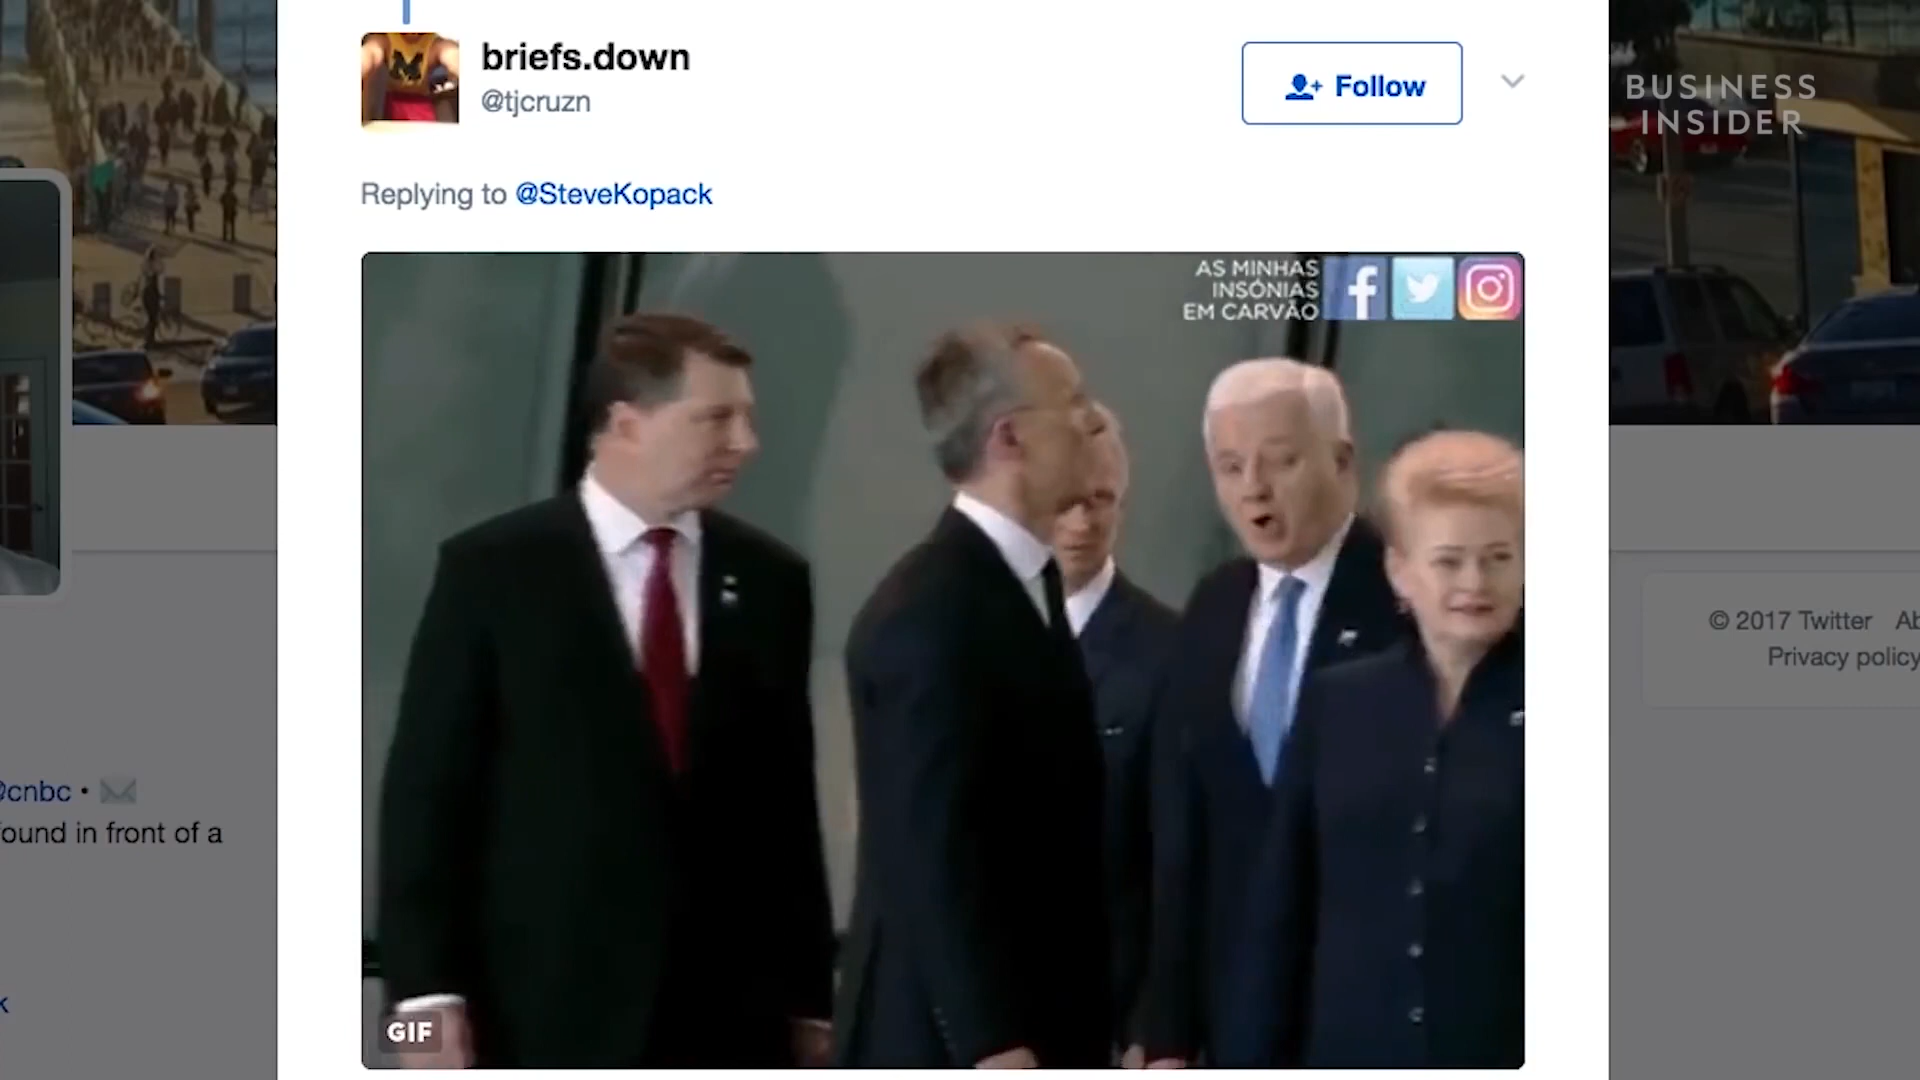 briefs.down
@tjcruzn
Follow
BUSINESS
INSIDER
Replying to @SteveKopack
AS MINHAS
INSÓNIAS
EM CARVÃO
M
© 2017 Twitter Ab
Privacy policy
@cnbc •
found in front of a
k
GIF